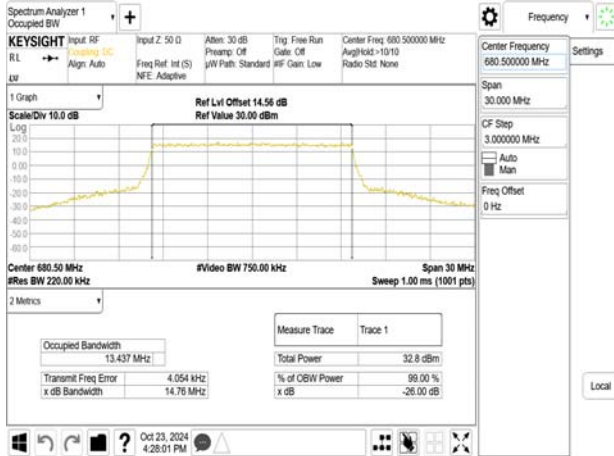 Spectrum Analyzer 1
Occupied BW
+
Frequency
KEYSIGHT
Input: RF
Coupling: DC
Align: Auto
RL
Input Z: 50 Ω
Freq Ref: Int (S)
NFE: Adaptive
Atten: 30 dB
Preamp: Off
µW Path: Standard
Trig: Free Run
Gate: Off
#IF Gain: Low
Center Freq: 680.500000 MHz
Avg|Hold:>10/10
Radio Std: None
Center Frequency
680.500000 MHz
Settings
Span
30.000 MHz
CF Step
3.000000 MHz
Auto
Man
Freq Offset
0 Hz
Local
1 Graph
Scale/Div 10.0 dB
Ref Lvl Offset 14.56 dB
Ref Value 30.00 dBm
Log
20.0
10.0
0.00
-10.0
-20.0
-30.0
-40.0
-50.0
-60.0
Center 680.50 MHz
#Res BW 220.00 kHz
#Video BW 750.00 kHz
Span 30 MHz
Sweep 1.00 ms (1001 pts)
2 Metrics
Measure Trace
Trace 1
Occupied Bandwidth
13.437 MHz
Total Power
32.8 dBm
Transmit Freq Error
4.054 kHz
% of OBW Power
99.00 %
x dB Bandwidth
14.76 MHz
x dB
-26.00 dB
?
Oct 23, 2024
4:28:01 PM